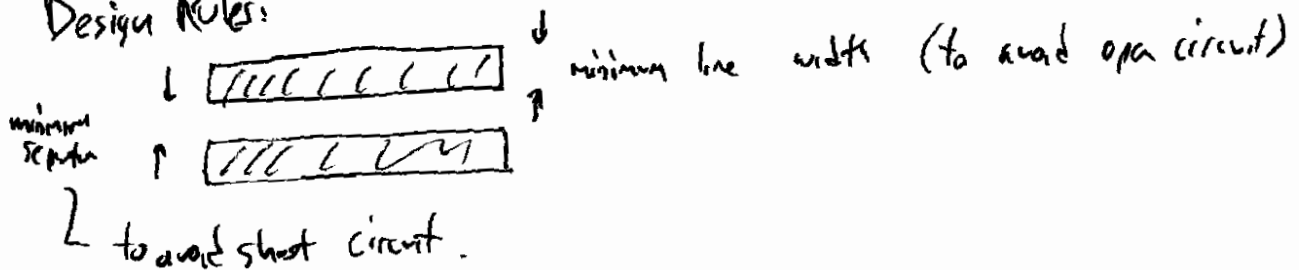 Design Rules:
minimum line width (to avoid open circuit)
minimum
separation
to avoid short circuit.